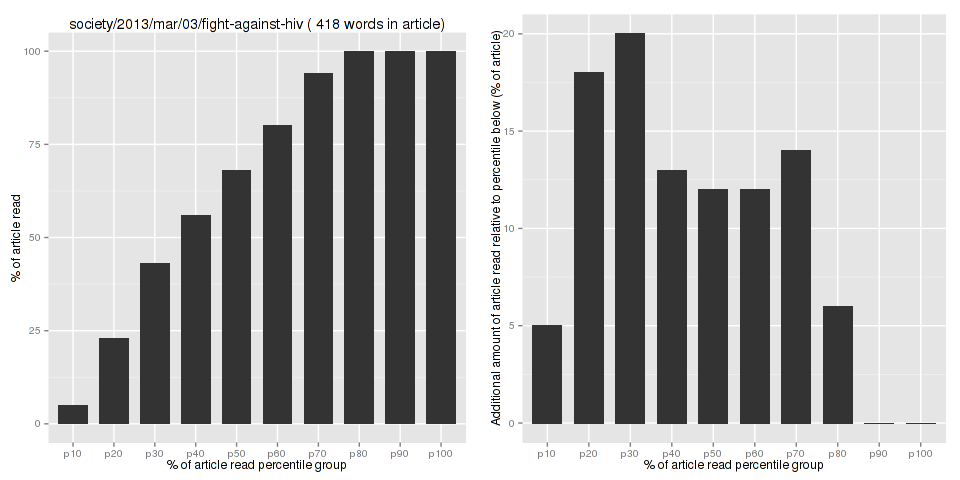 society/2013/mar/03/fight-against-hiv ( 418 words in article)
% of article read
100
75
50
25
0
p10 p20 p30 p40 p50 p60 p70 p80 p90 p100
% of article read percentile group
Additional amount of article read relative to percentile below (% of article)
20
15
10
5
0
p10 p20 p30 p40 p50 p60 p70 p80 p90 p100
% of article read percentile group